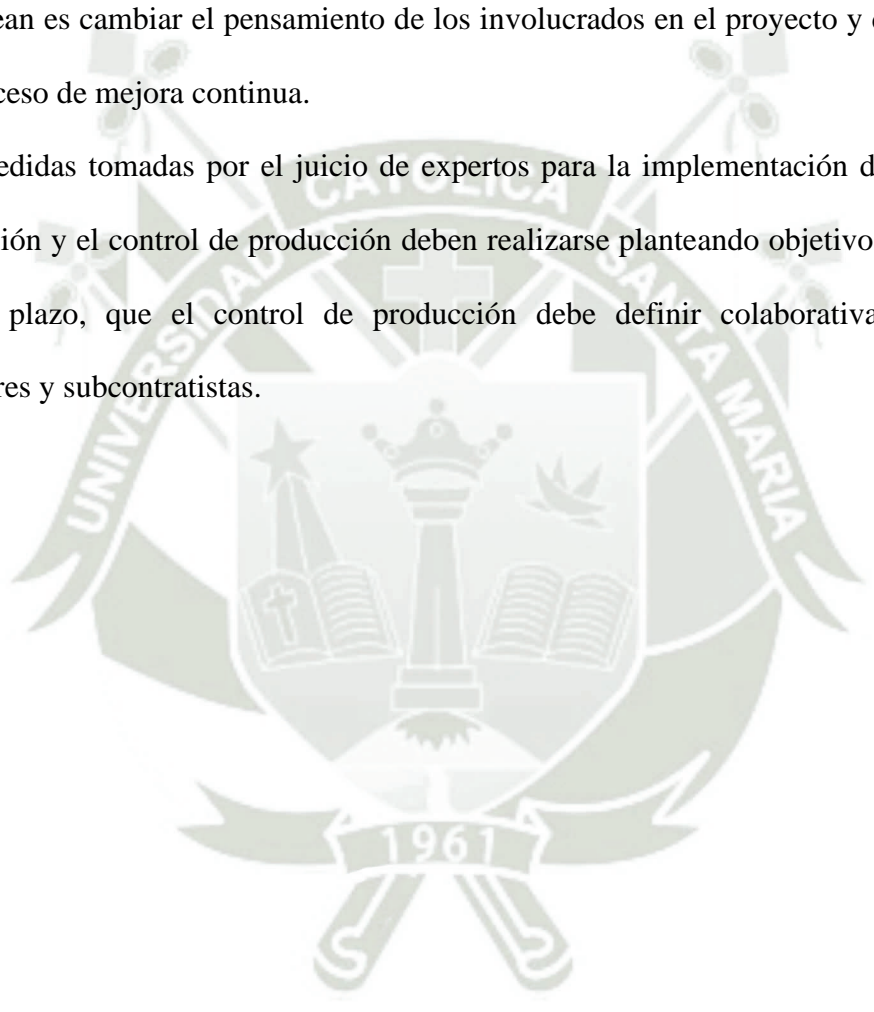 ean es cambiar el pensamiento de los involucrados en el proyecto y
ceso de mejora continua.
edidas tomadas por el juicio de expertos para la implementación d
ión y el control de producción deben realizarse planteando objetivo
plazo, que el control de producción debe definir colaborativa
res y subcontratistas.
UNIVERSIDAD CATOLICA SANTA MARIA
1961